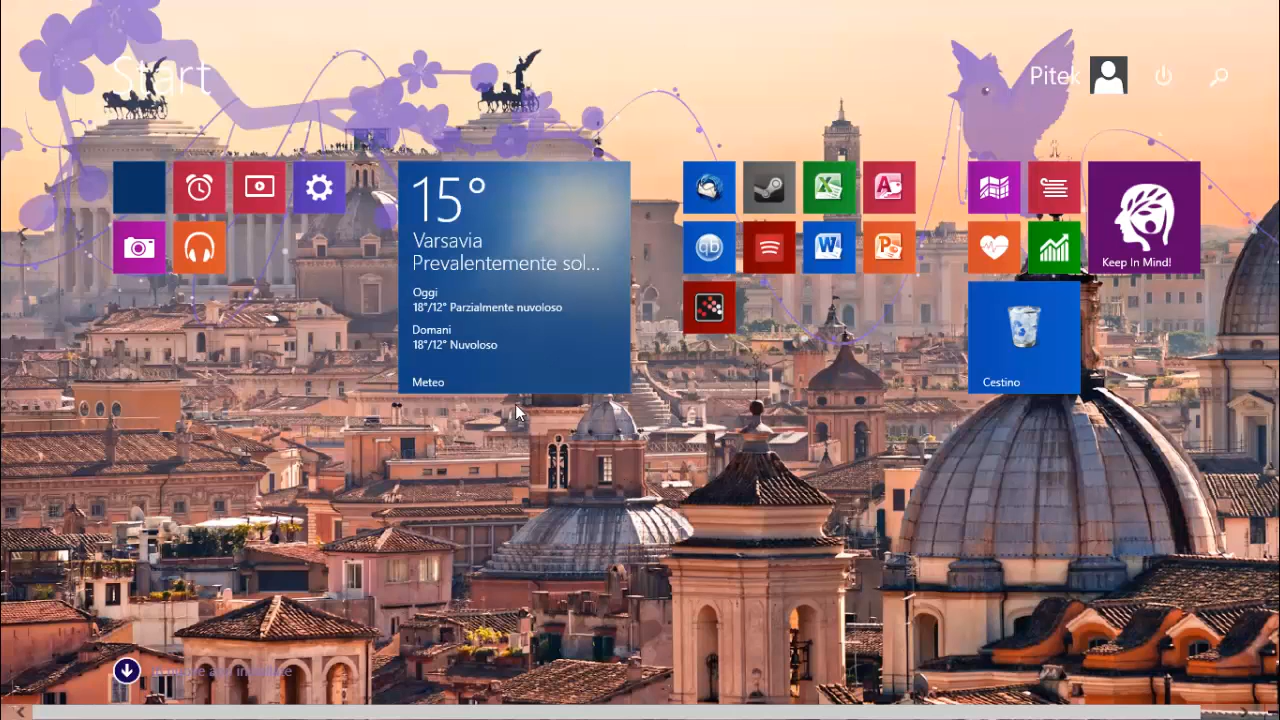 Start
Pitek
15°
Varsavia
Prevalentemente sol...
Oggi
18°/12° Parzialmente nuvoloso
Domani
18°/12° Nuvoloso
Meteo
X
A
qb
W
P
Keep In Mind!
Cestino